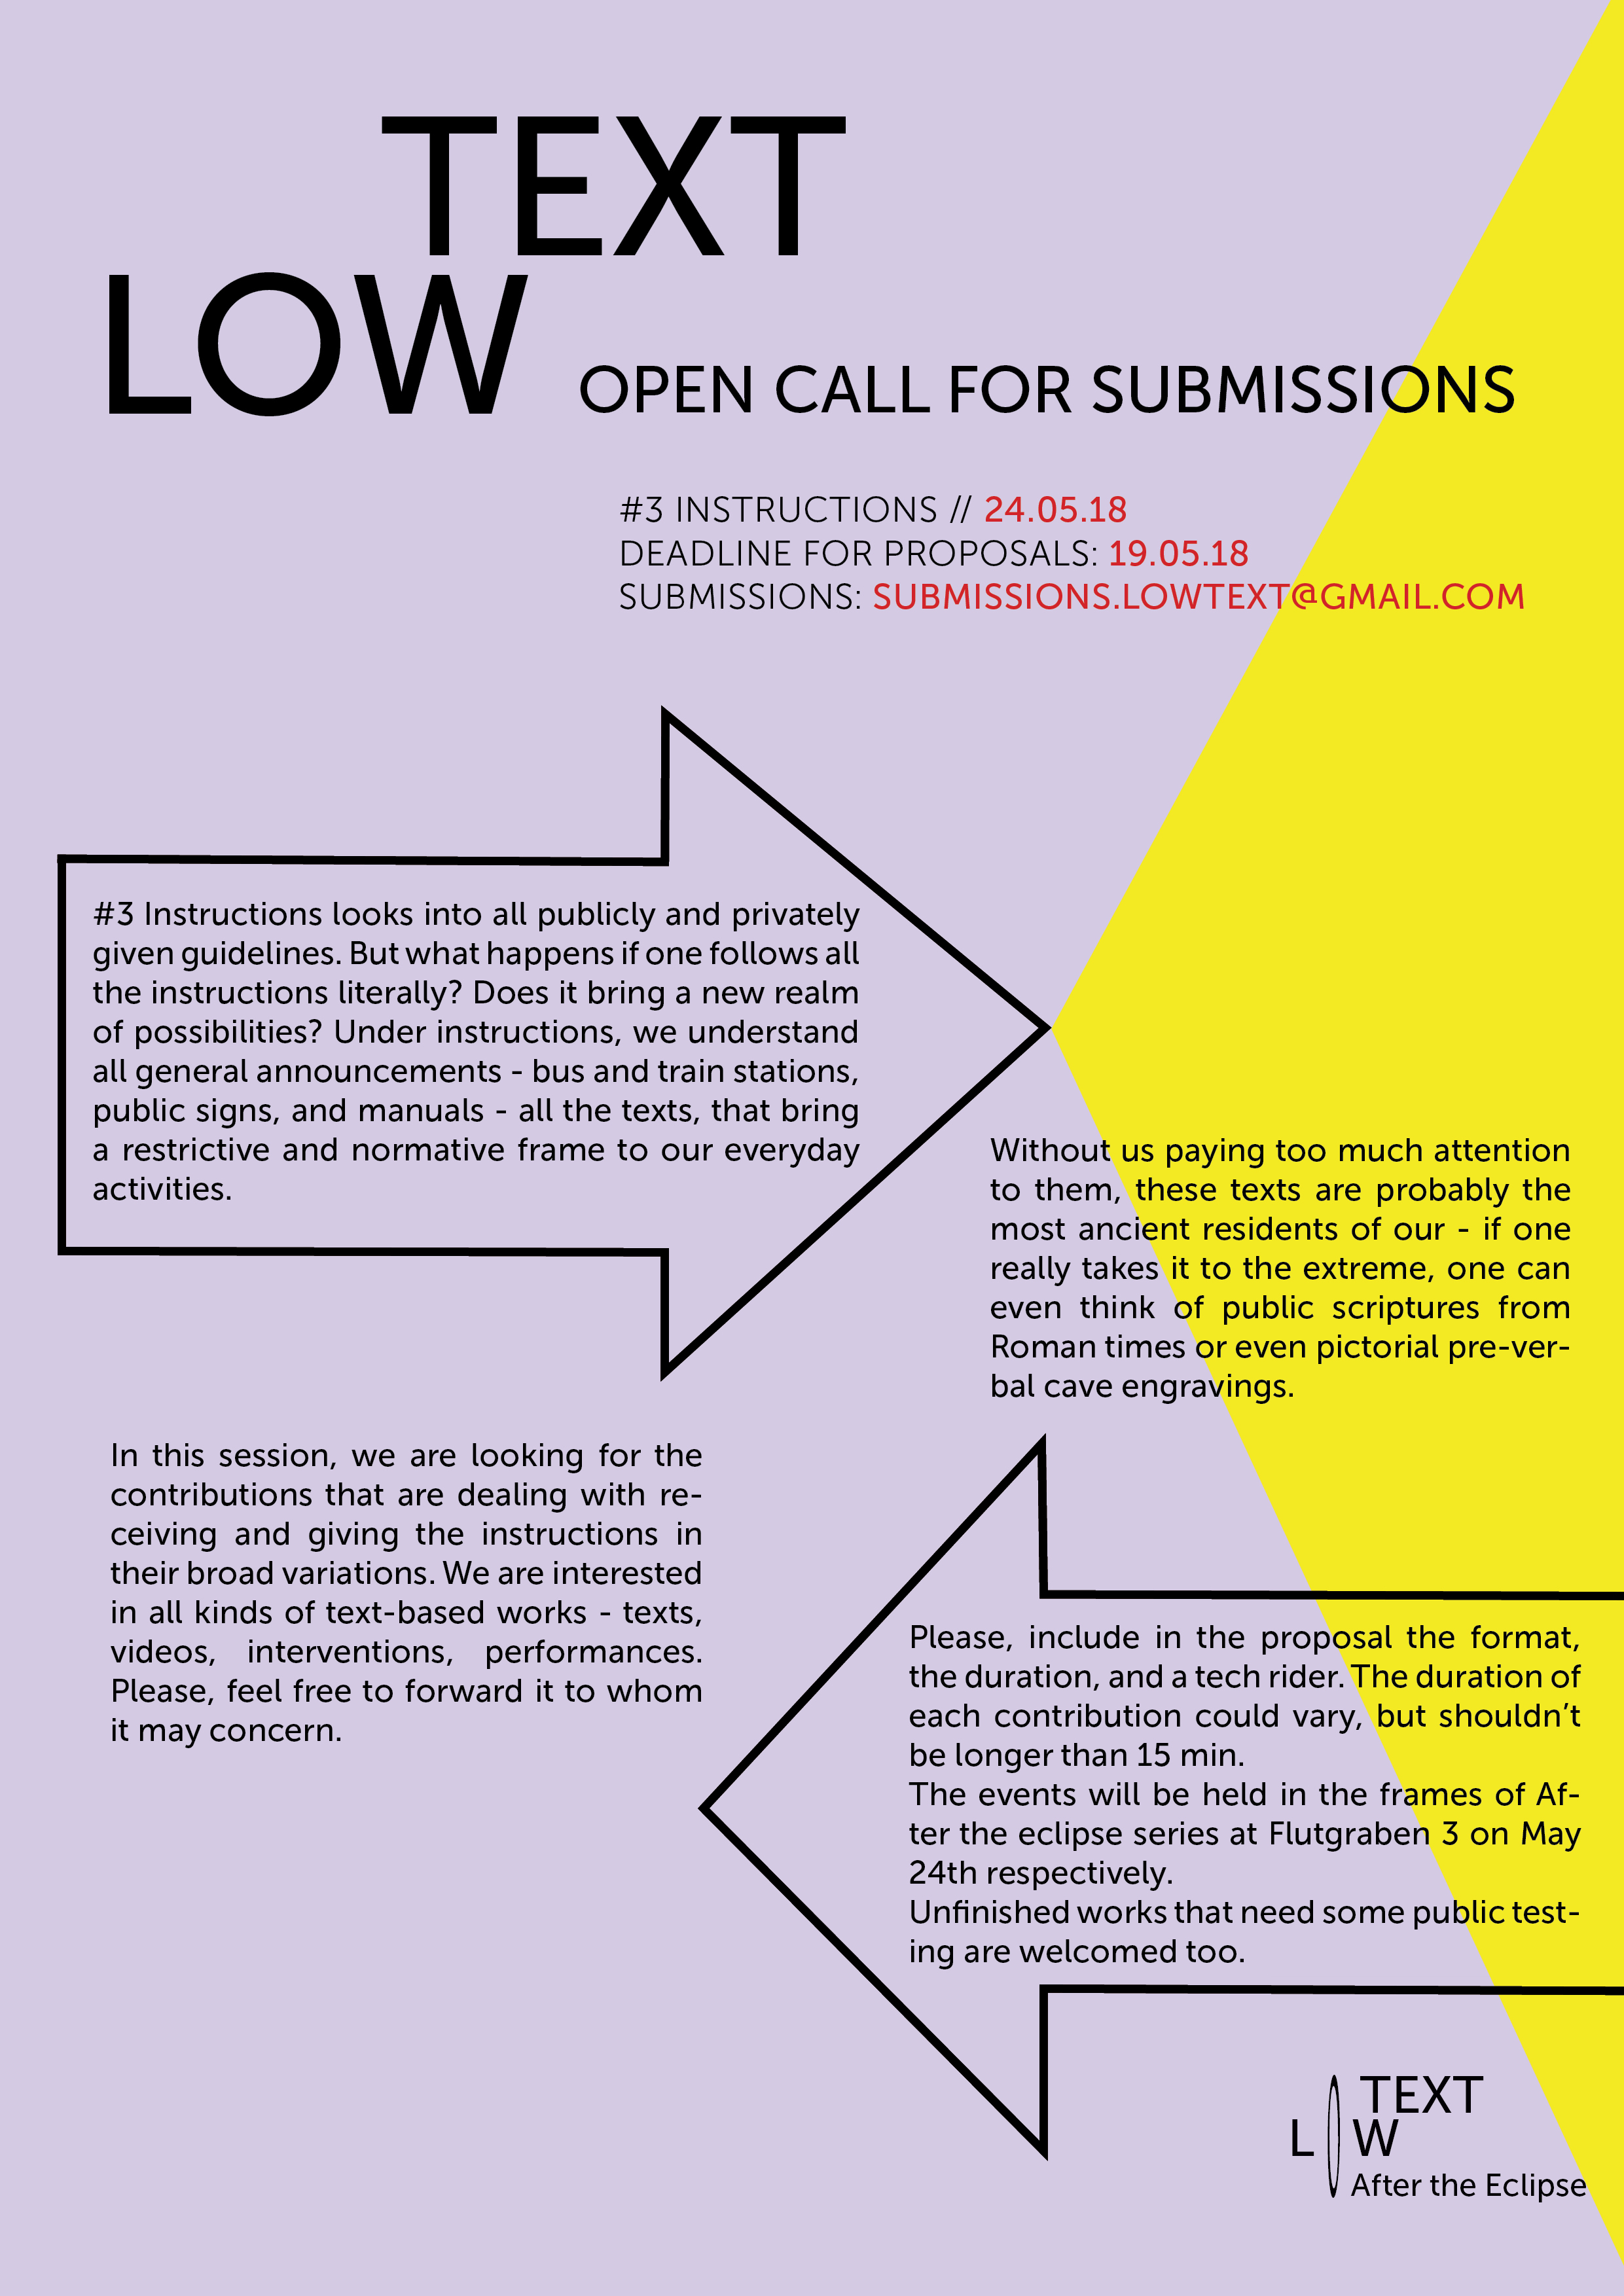 TEXT
LOW
OPEN CALL FOR SUBMISSIONS
#3 INSTRUCTIONS // 24.05.18
DEADLINE FOR PROPOSALS: 19.05.18
SUBMISSIONS: SUBMISSIONS.LOWTEXT@GMAIL.COM
#3 Instructions looks into all publicly and privately
given guidelines. But what happens if one follows all
the instructions literally? Does it bring a new realm
of possibilities? Under instructions, we understand
all general announcements - bus and train stations,
public signs, and manuals - all the texts, that bring
a restrictive and normative frame to our everyday
activities.
Without us paying too much attention
to them, these texts are probably the
most ancient residents of our - if one
really takes it to the extreme, one can
even think of public scriptures from
Roman times or even pictorial pre-ver-
bal cave engravings.
In this session, we are looking for the
contributions that are dealing with re-
ceiving and giving the instructions in
their broad variations. We are interested
in all kinds of text-based works - texts,
videos, interventions, performances.
Please, feel free to forward it to whom
it may concern.
Please, include in the proposal the format,
the duration, and a tech rider. The duration of
each contribution could vary, but shouldn't
be longer than 15 min.
The events will be held in the frames of Af-
ter the eclipse series at Flutgraben 3 on May
24th respectively.
Unfinished works that need some public test-
ing are welcomed too.
TEXT
LOW
After the Eclipse